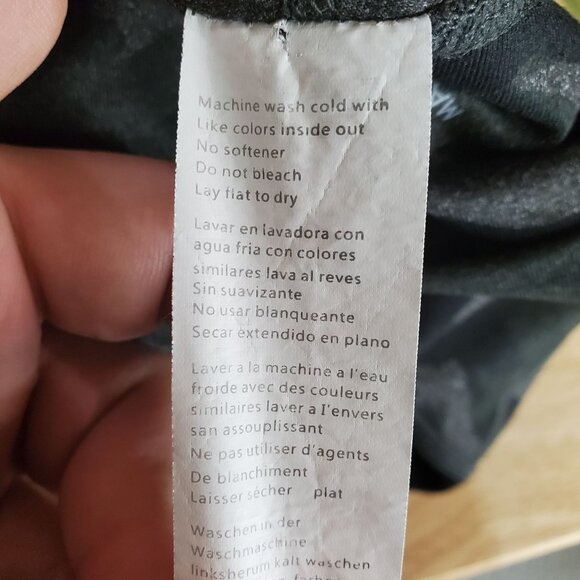 Machine wash cold with
Like colors inside out
No softener
Do not bleach
Lay flat to dry
Lavar en lavadora con
agua fria con colores
similares lava al reves
Sin suavizante
No usar blanqueante
Secar extendido en plano
Laver a la machine a l'eau
froide avec des couleurs
similaires laver a I'envers
san assouplissant
Ne pas utiliser d'agents
De blanchiment
Laisser sécher plat
Waschen in der
Waschmaschine
linksherum kalt waschen